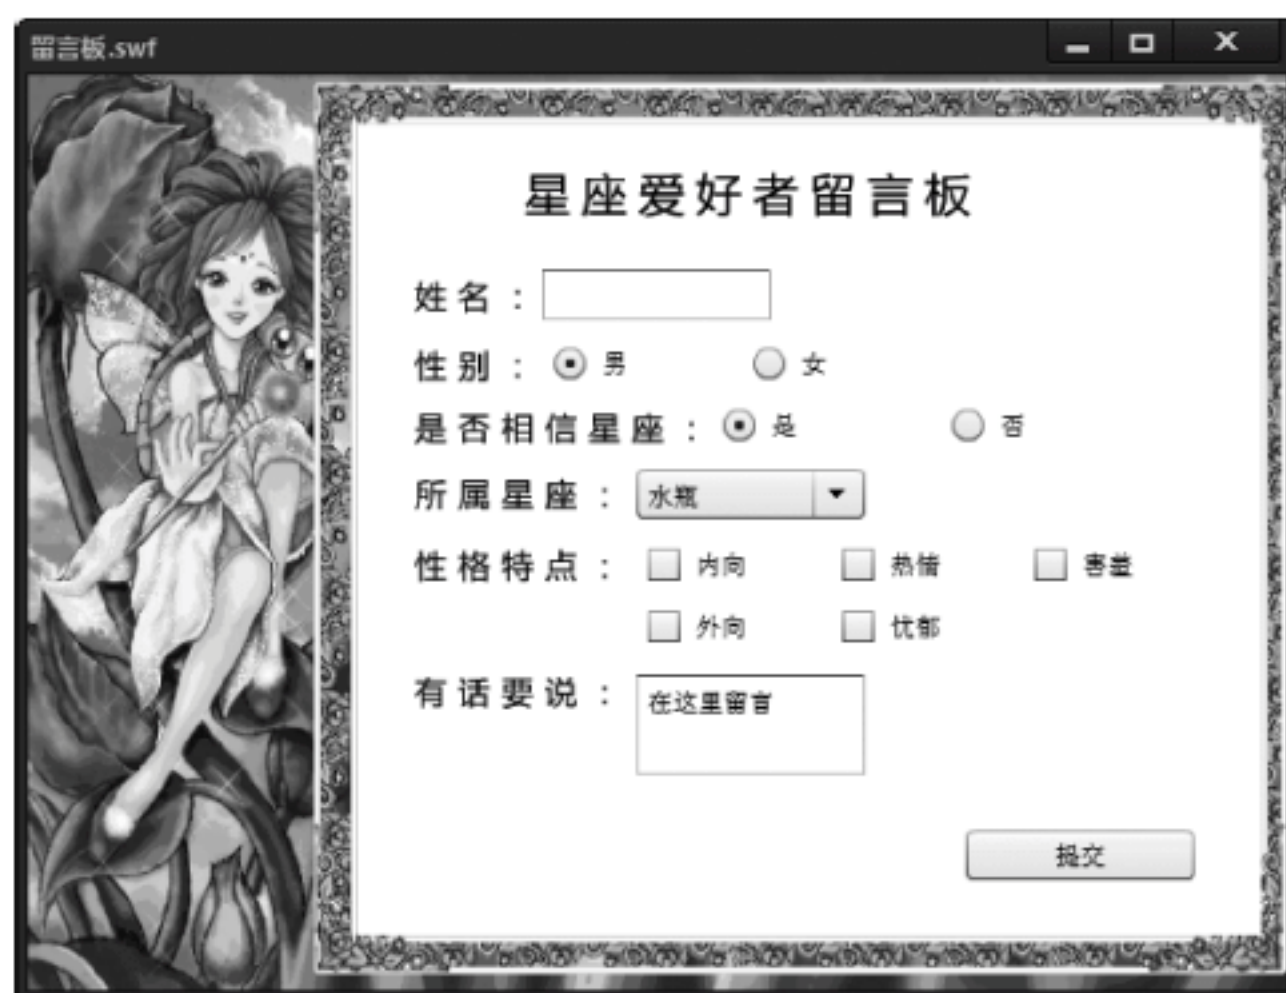 留言板.swf
星座爱好者留言板
姓名：
性别： 男 女
是否相信星座： 是 否
所属星座： 水瓶
性格特点： 内向 热情 害羞
外向 忧郁
有话要说： 在这里留言
提交